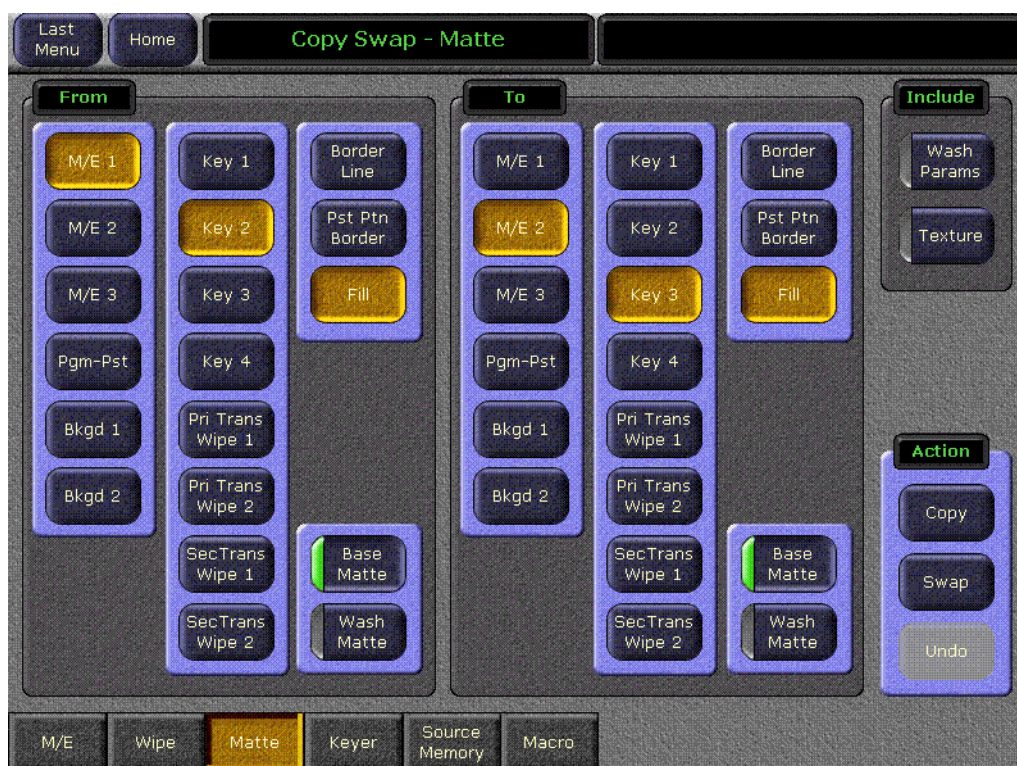 Last
Menu
Home
Copy Swap - Matte
From
M/E 1
M/E 2
M/E 3
Pgm-Pst
Bkgd 1
Bkgd 2
Key 1
Key 2
Key 3
Key 4
Pri Trans
Wipe 1
Pri Trans
Wipe 2
SecTrans
Wipe 1
SecTrans
Wipe 2
Border
Line
Pst Ptn
Border
Fill
Base
Matte
Wash
Matte
To
M/E 1
M/E 2
M/E 3
Pgm-Pst
Bkgd 1
Bkgd 2
Key 1
Key 2
Key 3
Key 4
Pri Trans
Wipe 1
Pri Trans
Wipe 2
SecTrans
Wipe 1
SecTrans
Wipe 2
Border
Line
Pst Ptn
Border
Fill
Base
Matte
Wash
Matte
Include
Wash
Params
Texture
Action
Copy
Swap
Undo
M/E
Wipe
Matte
Keyer
Source
Memory
Macro